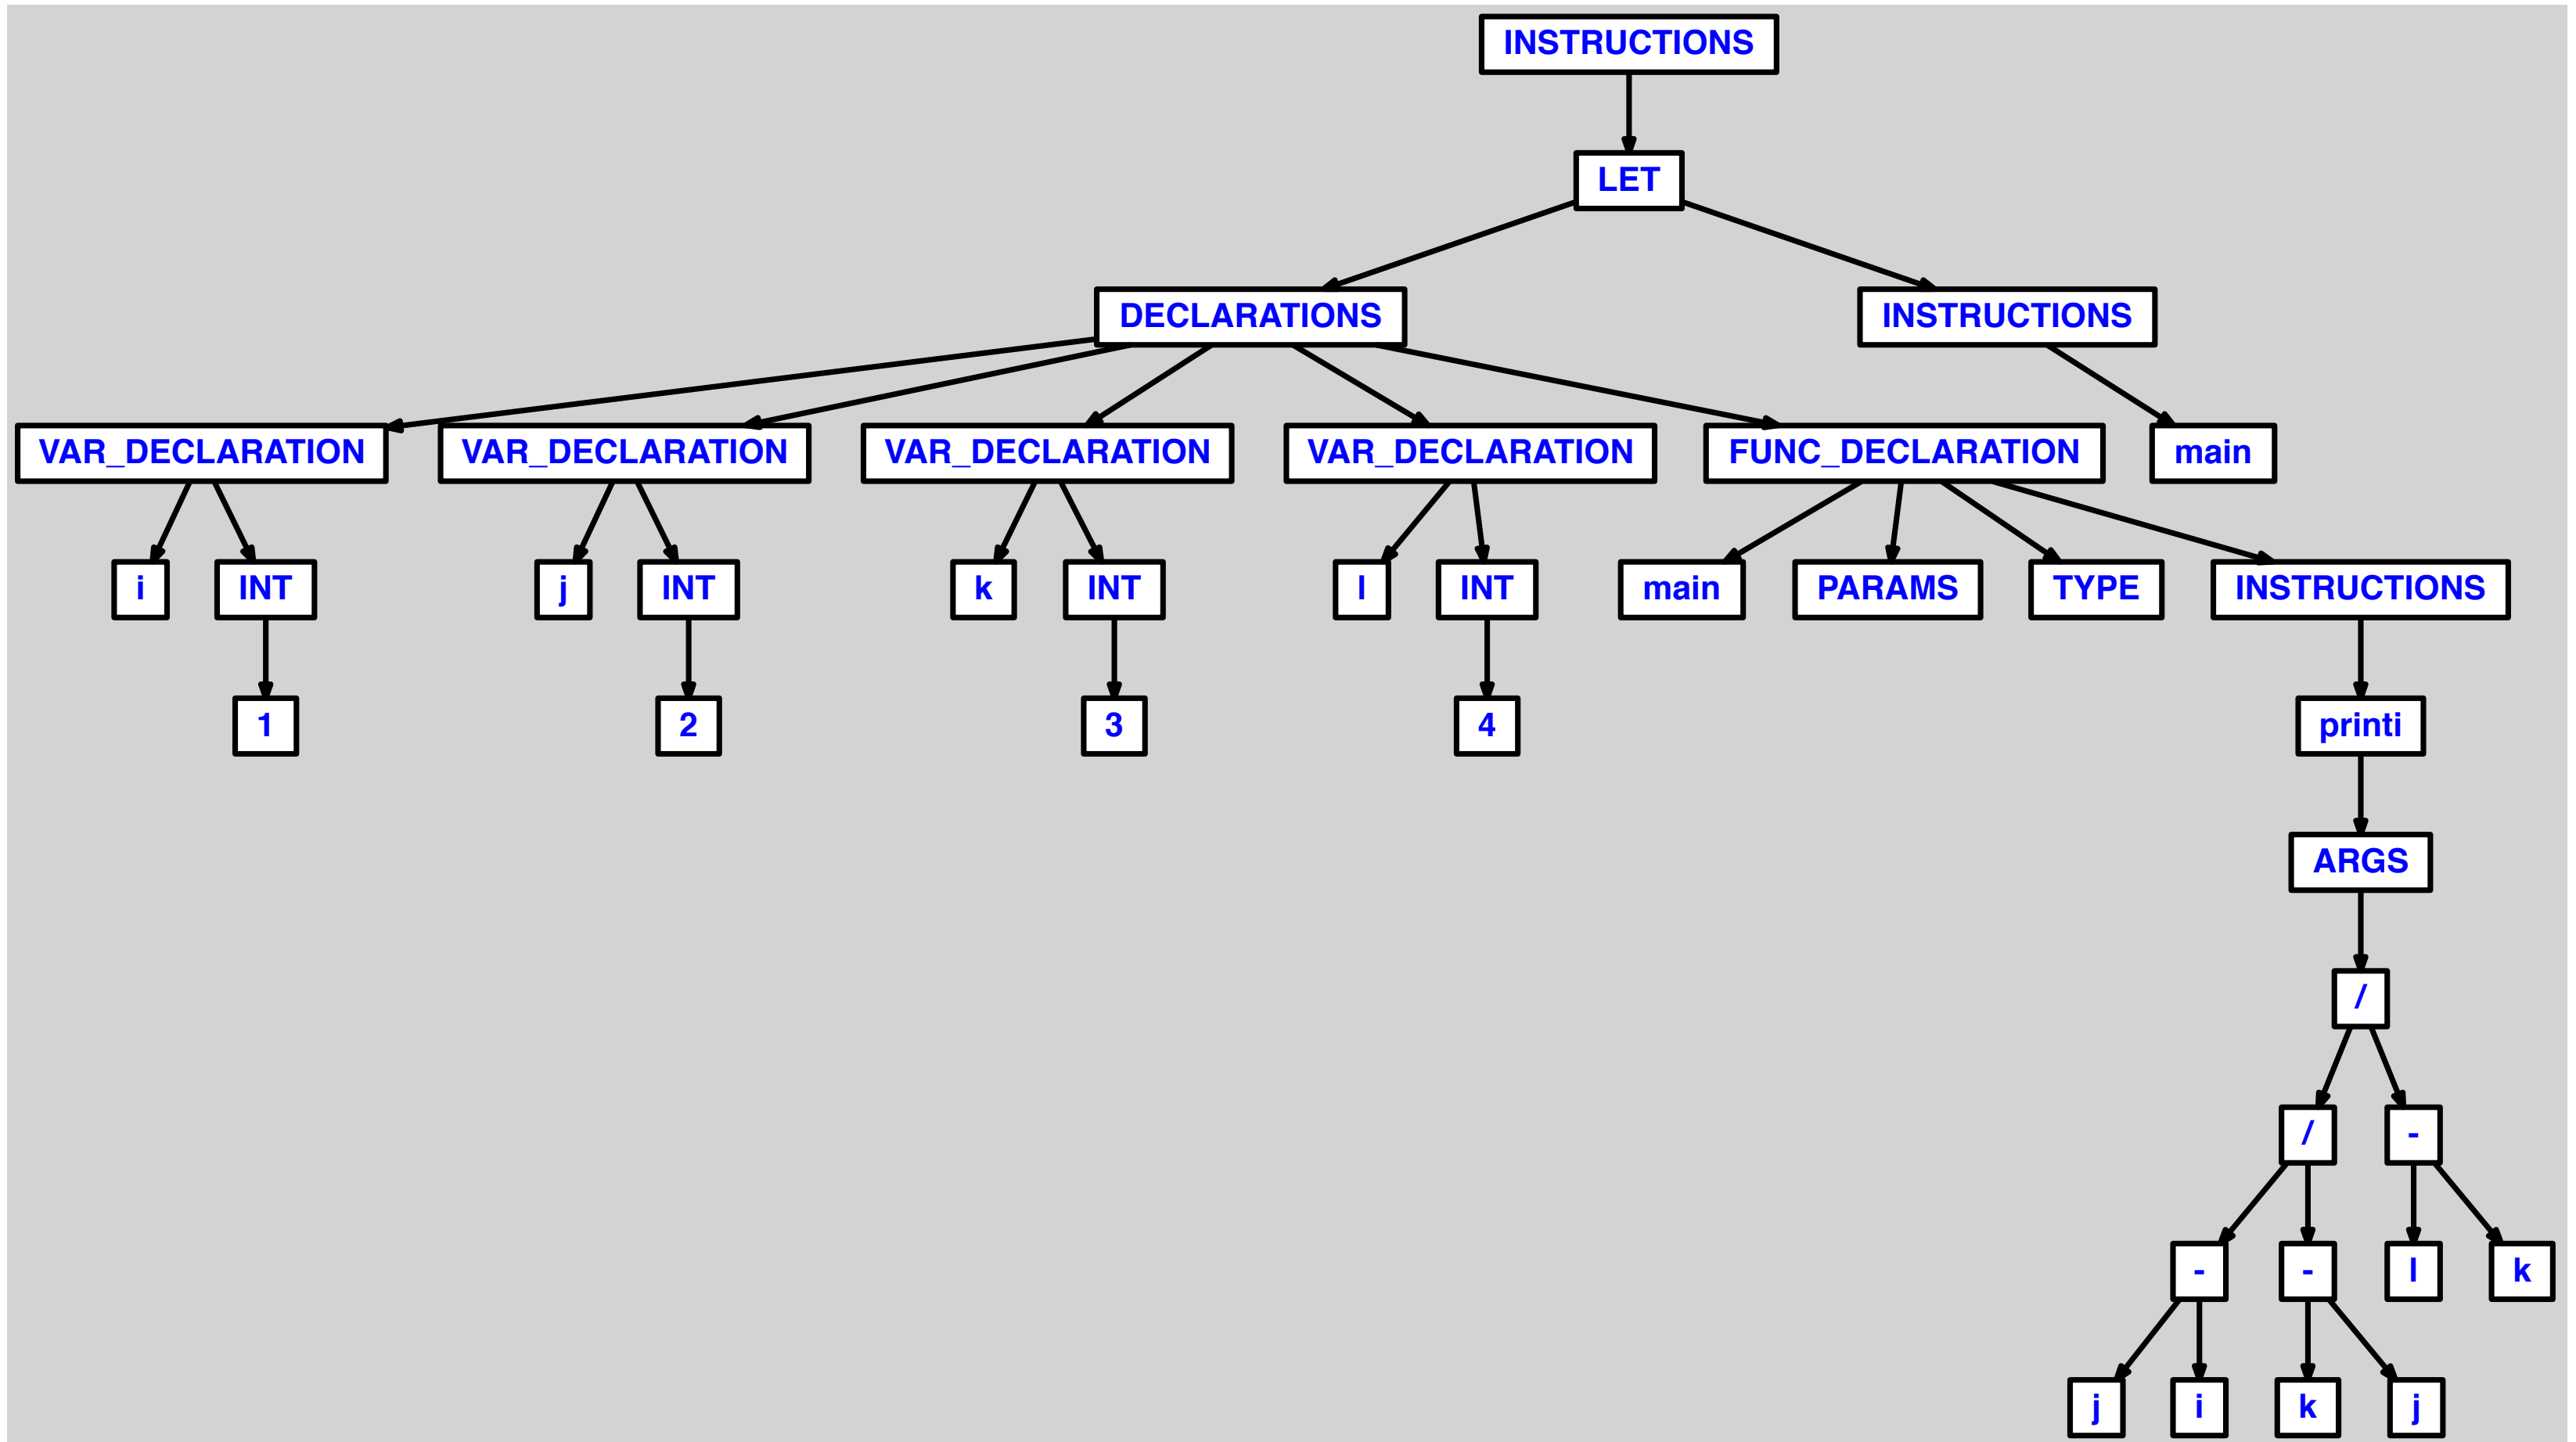 INSTRUCTIONS
LET
DECLARATIONS
INSTRUCTIONS
VAR_DECLARATION
VAR_DECLARATION
VAR_DECLARATION
VAR_DECLARATION
FUNC_DECLARATION
main
i
INT
j
INT
k
INT
l
INT
main
PARAMS
TYPE
INSTRUCTIONS
1
2
3
4
printi
ARGS
/
/
-
-
-
l
k
j
i
k
j